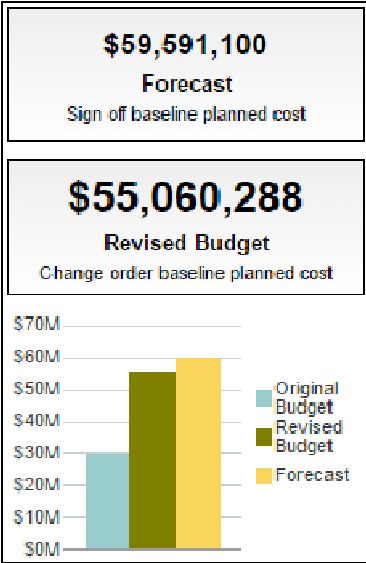 $59,591,100
Forecast
Sign off baseline planned cost
$55,060,288
Revised Budget
Change order baseline planned cost
$70M
$60M
$50M
$40M
$30M
$20M
$10M
$0M
Original
Budget
Revised
Budget
Forecast